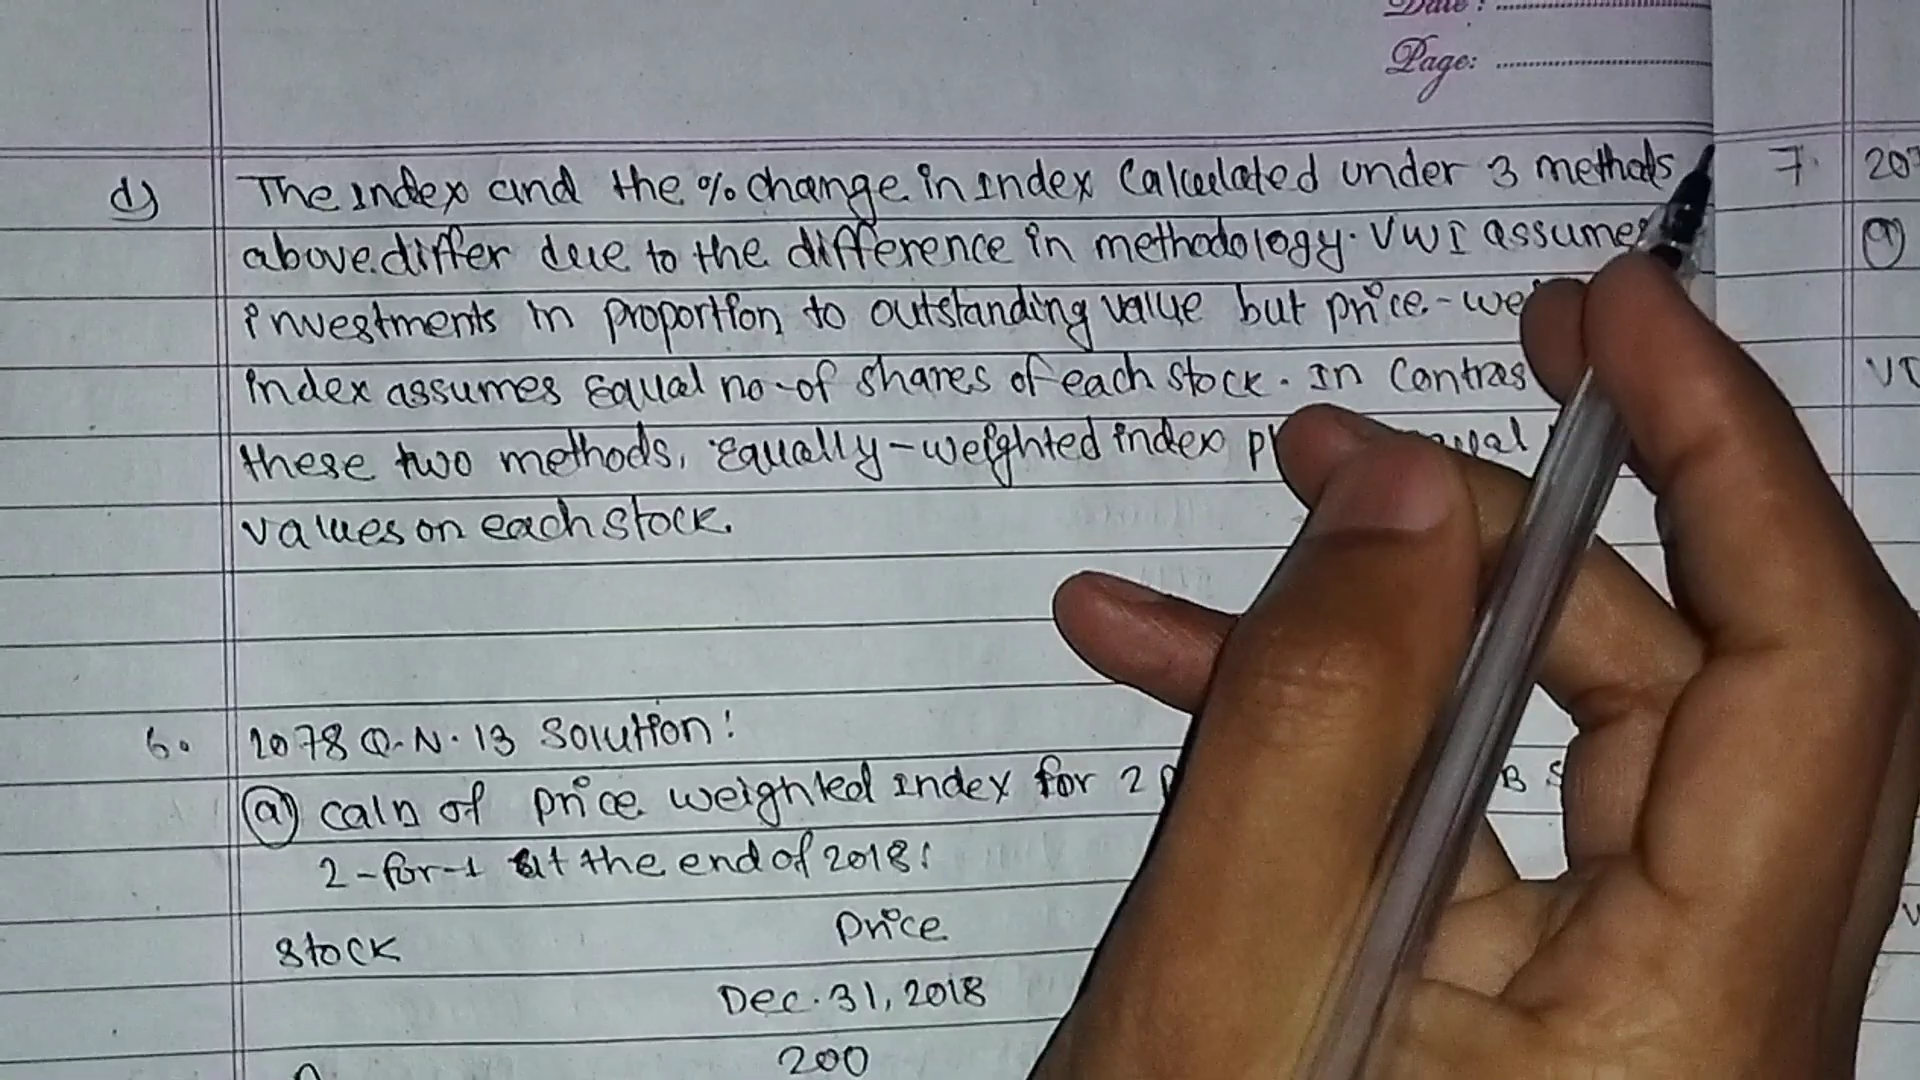 Date:
Page:
d) The Index and the % change in Index Calculated under 3 methods
above.differ due to the difference in methodology. VWI assumes
investments in proportion to outstanding value but price-we
index assumes Equal no. of shares of each stock. In Contras
these two methods, Equally-weighted index
values on each stock.
6. 2078 Q.N.13 Solution:
(a) caln of price weighted Index for 2 B
2-for-1 at the end of 2018:
Stock Price
Dec.31, 2018
200
7. 207
(a)